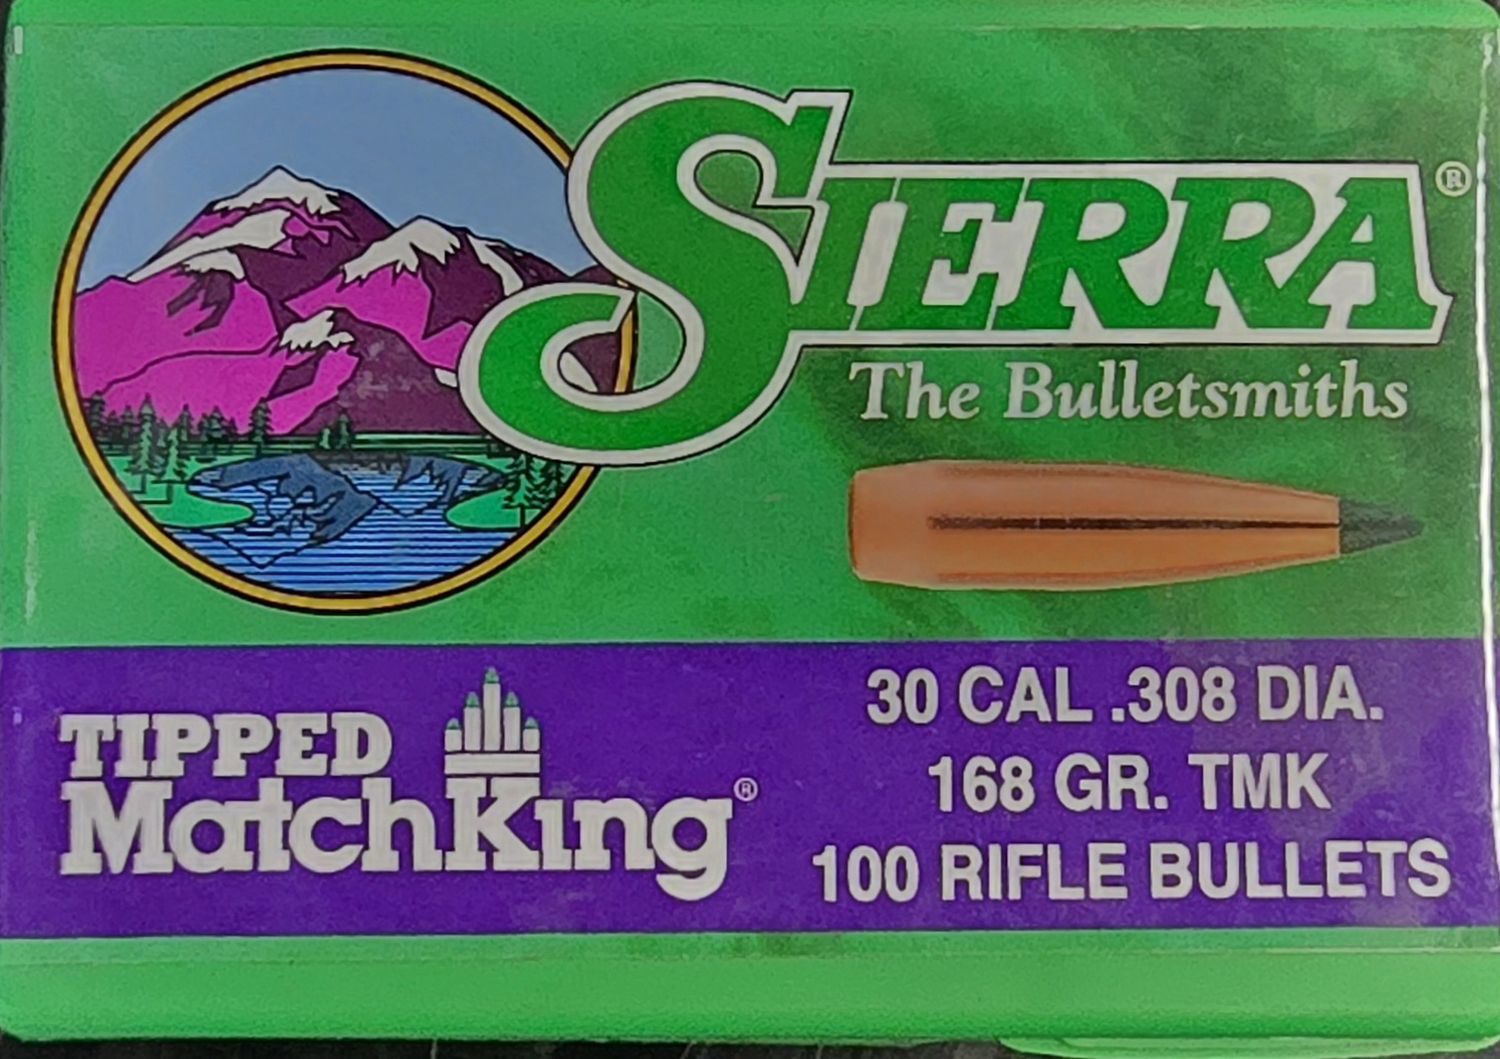 SIERRA®
The Bulletsmiths
TIPPED
MatchKing®
30 CAL .308 DIA.
168 GR. TMK
100 RIFLE BULLETS